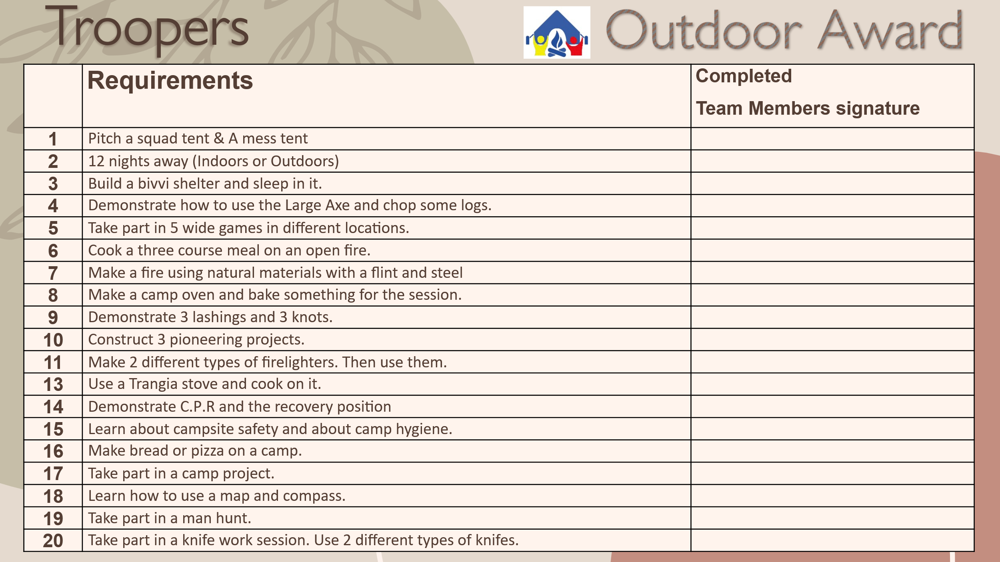 Troopers
Outdoor Award
Requirements
Completed
Team Members signature
1 Pitch a squad tent & A mess tent
2 12 nights away (Indoors or Outdoors)
3 Build a bivvi shelter and sleep in it.
4 Demonstrate how to use the Large Axe and chop some logs.
5 Take part in 5 wide games in different locations.
6 Cook a three course meal on an open fire.
7 Make a fire using natural materials with a flint and steel
8 Make a camp oven and bake something for the session.
9 Demonstrate 3 lashings and 3 knots.
10 Construct 3 pioneering projects.
11 Make 2 different types of firelighters. Then use them.
13 Use a Trangia stove and cook on it.
14 Demonstrate C.P.R and the recovery position
15 Learn about campsite safety and about camp hygiene.
16 Make bread or pizza on a camp.
17 Take part in a camp project.
18 Learn how to use a map and compass.
19 Take part in a man hunt.
20 Take part in a knife work session. Use 2 different types of knifes.